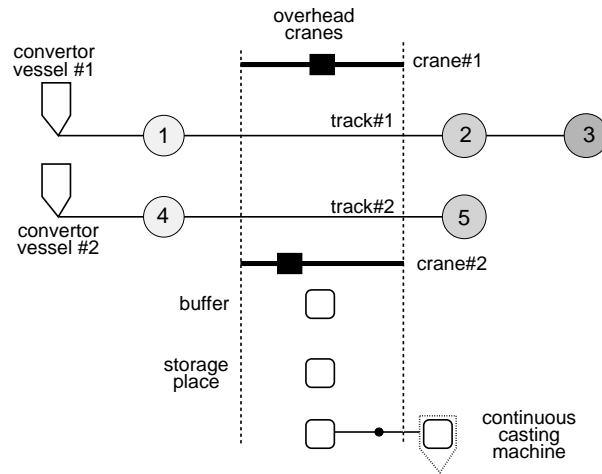 overhead
cranes
convertor
vessel #1
crane#1
track#1
1
2
3
track#2
4
5
convertor
vessel #2
crane#2
buffer
storage
place
continuous
casting
machine